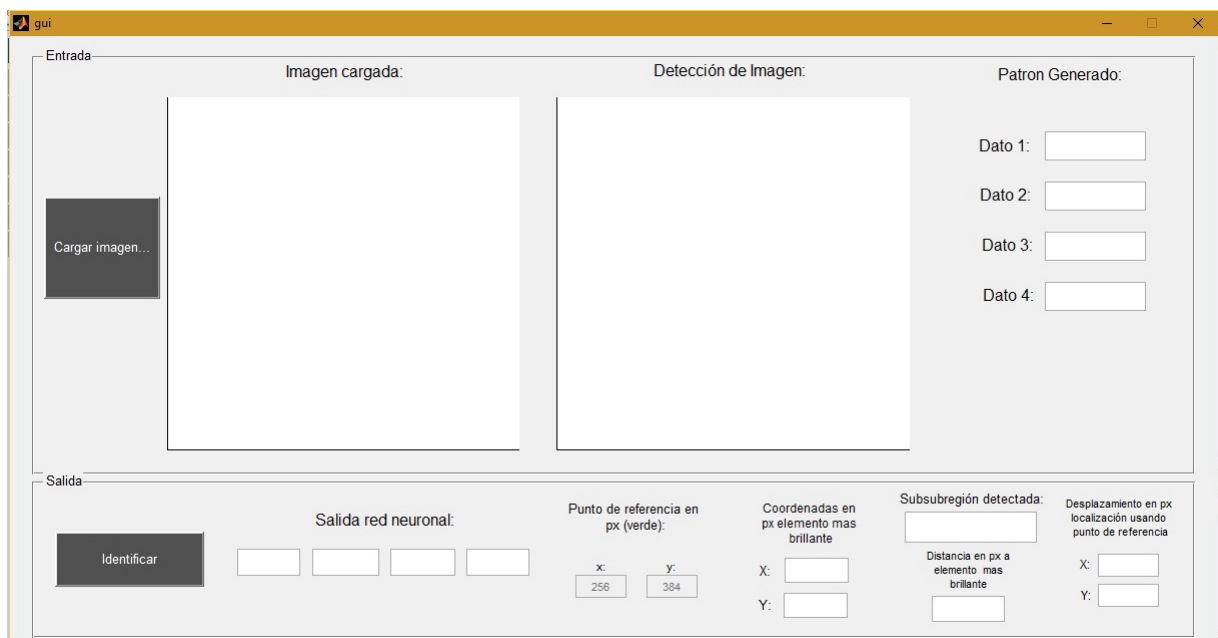 gui
Entrada
Imagen cargada:
Detección de Imagen:
Patron Generado:
Dato 1:
Dato 2:
Dato 3:
Dato 4:
Cargar imagen...
Salida
Identificar
Salida red neuronal:
Punto de referencia en
px (verde):
x:
y:
256
384
Coordenadas en
px elemento mas
brillante
X:
Y:
Subsubregión detectada:
Distancia en px a
elemento mas
brillante
Desplazamiento en px
localización usando
punto de referencia
X:
Y: